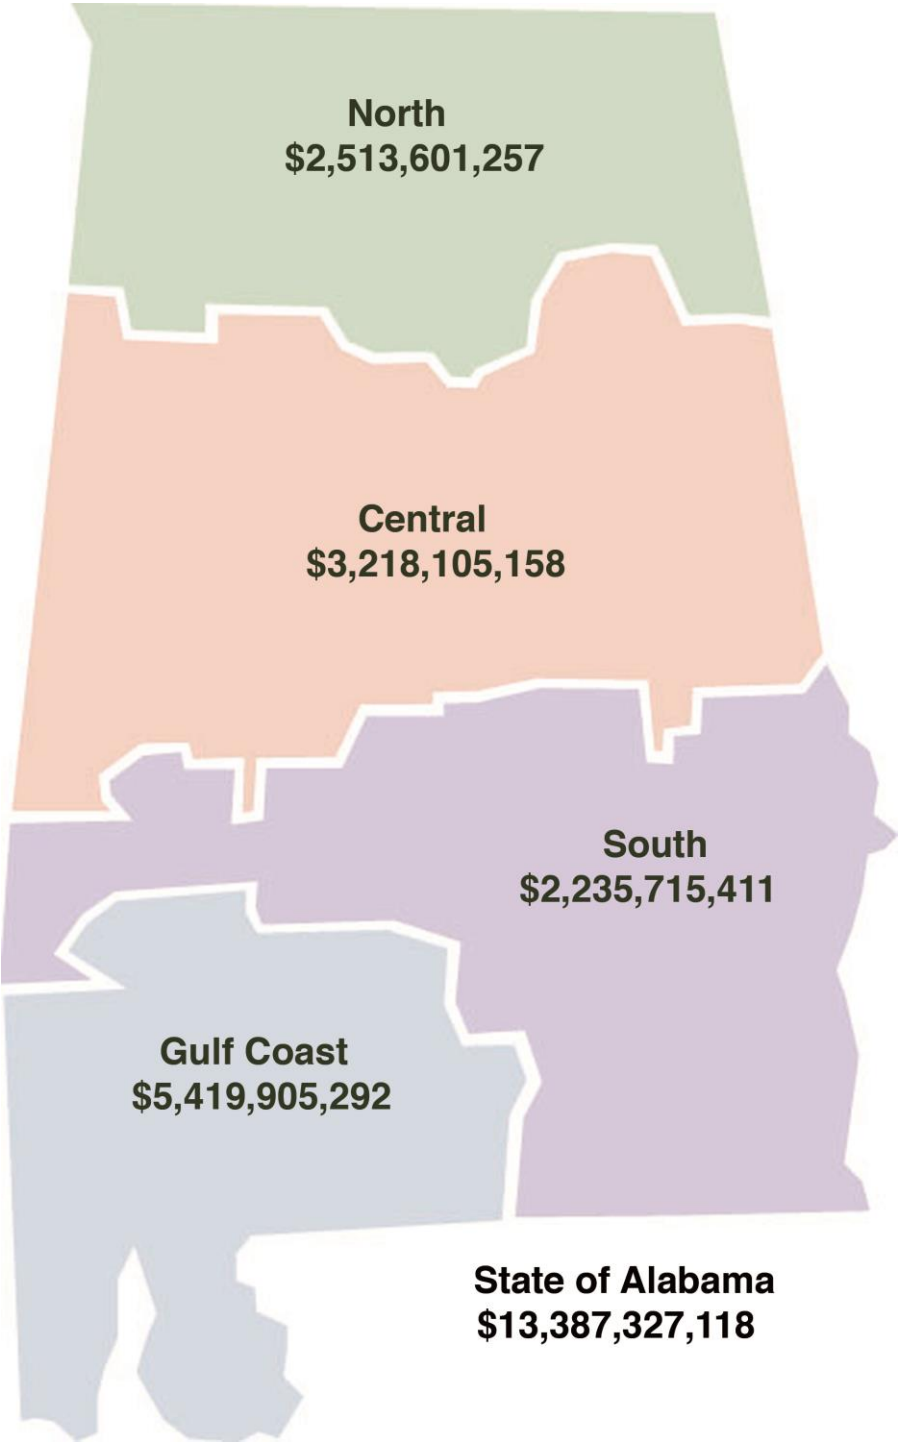 North
$2,513,601,257
Central
$3,218,105,158
South
$2,235,715,411
Gulf Coast
$5,419,905,292
State of Alabama
$13,387,327,118